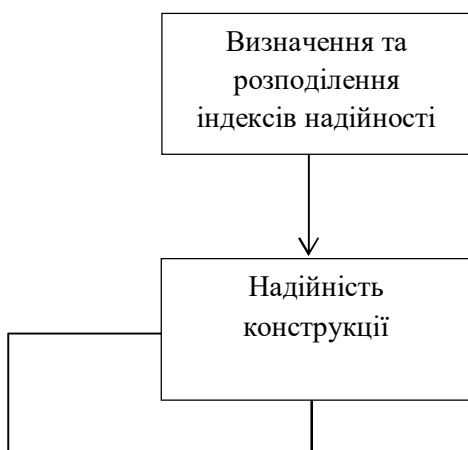 Визначення та
розподілення
індексів надійності
Надійність
конструкції